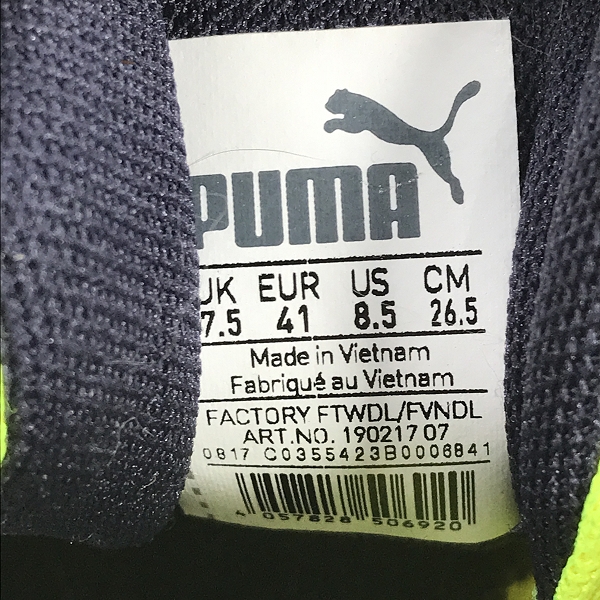 PUMA
UK EUR US CM
7.5 41 8.5 26.5
Made in Vietnam
Fabriqué au Vietnam
FACTORY FTWDL/FVNDL
ART.NO. 190217 07
0817 C0355423B0006841
4 057828 506920